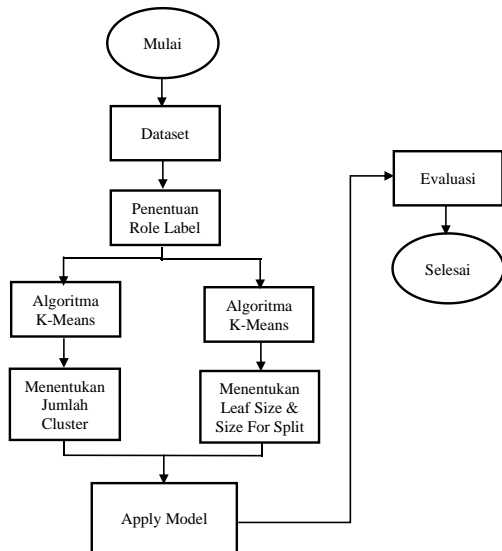 Mulai
Dataset
Penentuan
Role Label
Algoritma
K-Means
Algoritma
K-Means
Menentukan
Jumlah
Cluster
Menentukan
Leaf Size &
Size For Split
Apply Model
Evaluasi
Selesai